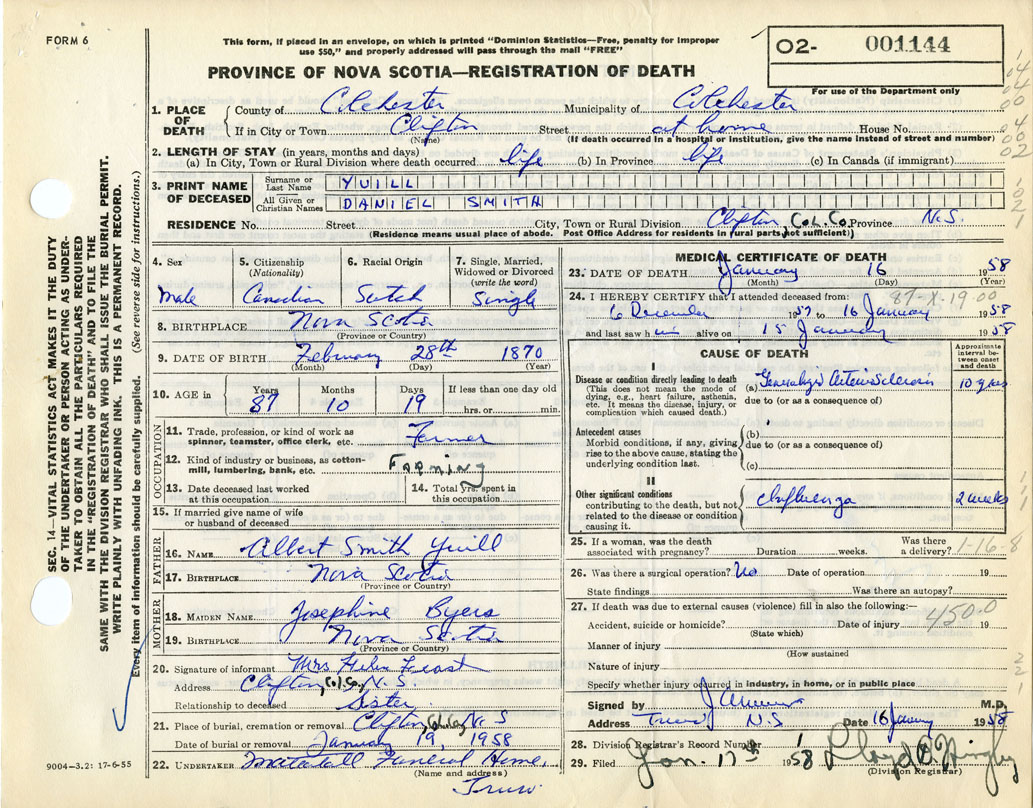 FORM 6
This form, if placed in an envelope, on which is printed "Dominion Statistics—Free, penalty for improper
use $50," and properly addressed will pass through the mail "FREE"
O2- 001144
For use of the Department only
PROVINCE OF NOVA SCOTIA—REGISTRATION OF DEATH
1. PLACE OF DEATH County of Colchester Municipality of Colchester
If in City or Town Clifton Street at home House No.
(Name) (If death occurred in a hospital or institution, give the name instead of street and number)
2. LENGTH OF STAY (in years, months and days)
(a) In City, Town or Rural Division where death occurred life (b) In Province life (c) In Canada (if immigrant)
3. PRINT NAME OF DECEASED
Surname or Last Name YUILL
All Given or Christian Names DANIEL SMITH
RESIDENCE No. Street City, Town or Rural Division Clifton, Col. Co. Province N.S.
(Residence means usual place of abode. Post Office Address for residents in rural parts not sufficient)
4. Sex Male
5. Citizenship (Nationality) Canadian
6. Racial Origin Scotch
7. Single, Married, Widowed or Divorced (write the word) Single
8. BIRTHPLACE Nova Scotia
(Province or Country)
9. DATE OF BIRTH February 28th 1870
(Month) (Day) (Year)
10. AGE in Years 87 Months 10 Days 19 If less than one day old hrs. or min.
OCCUPATION
11. Trade, profession, or kind of work as spinner, teamster, office clerk, etc. Farmer
12. Kind of industry or business, as cotton-mill, lumbering, bank, etc. Farming
13. Date deceased last worked at this occupation
14. Total yrs. spent in this occupation
15. If married give name of wife or husband of deceased
FATHER
16. NAME Albert Smith Yuill
17. BIRTHPLACE Nova Scotia
(Province or Country)
MOTHER
18. MAIDEN NAME Josephine Byers
19. BIRTHPLACE Nova Scotia
(Province or Country)
20. Signature of informant Mrs
Address Clifton, Col. Co. N.S.
Relationship to deceased Sister
21. Place of burial, cremation or removal Clifton, Col. Co. N.S
Date of burial or removal January 19, 1958
22. UNDERTAKER Mattatall Funeral Home,
(Name and address)
Truro.
9004-3.2: 17-6-55
MEDICAL CERTIFICATE OF DEATH
23. DATE OF DEATH January 16 1958
(Month) (Day) (Year)
24. I HEREBY CERTIFY that I attended deceased from: 87-X-19-00
6 December 1957 to 16 January 1958
and last saw him alive on 15 January 1958
CAUSE OF DEATH
Approximate interval between onset and death
I
Disease or condition directly leading to death
(This does not mean the mode of dying, e.g., heart failure, asthenia, etc. It means the disease, injury, or complication which caused death.)
(a) Generalized Arteriosclerosis 10 years
due to (or as a consequence of)
Antecedent causes
Morbid conditions, if any, giving rise to the above cause, stating the underlying condition last.
(b)
due to (or as a consequence of)
(c)
II
Other significant conditions
contributing to the death, but not related to the disease or condition causing it.
Influenza 2 weeks
25. If a woman, was the death associated with pregnancy? Duration weeks. Was there a delivery? 1-16-8
26. Was there a surgical operation? No Date of operation 19
State findings Was there an autopsy?
27. If death was due to external causes (violence) fill in also the following:—
450.0
Accident, suicide or homicide? Date of injury 19
(State which)
Manner of injury
(How sustained
Nature of injury
Specify whether injury occurred in industry, in home, or in public place
Signed by M.D.
Address Truro N.S Date 16 January 1958
28. Division Registrar's Record Number 1
29. Filed Jan. 17th 1958 Lloyd
(Division Registrar)
SEC. 14—VITAL STATISTICS ACT MAKES IT THE DUTY
OF THE UNDERTAKER OR PERSON ACTING AS UNDER-
TAKER TO OBTAIN ALL THE PARTICULARS REQUIRED
IN THE "REGISTRATION OF DEATH" AND TO FILE THE
SAME WITH THE DIVISION REGISTRAR WHO SHALL ISSUE THE BURIAL PERMIT.
WRITE PLAINLY WITH UNFADING INK. THIS IS A PERMANENT RECORD.
Every item of information should be carefully supplied. (See reverse side for instructions.)